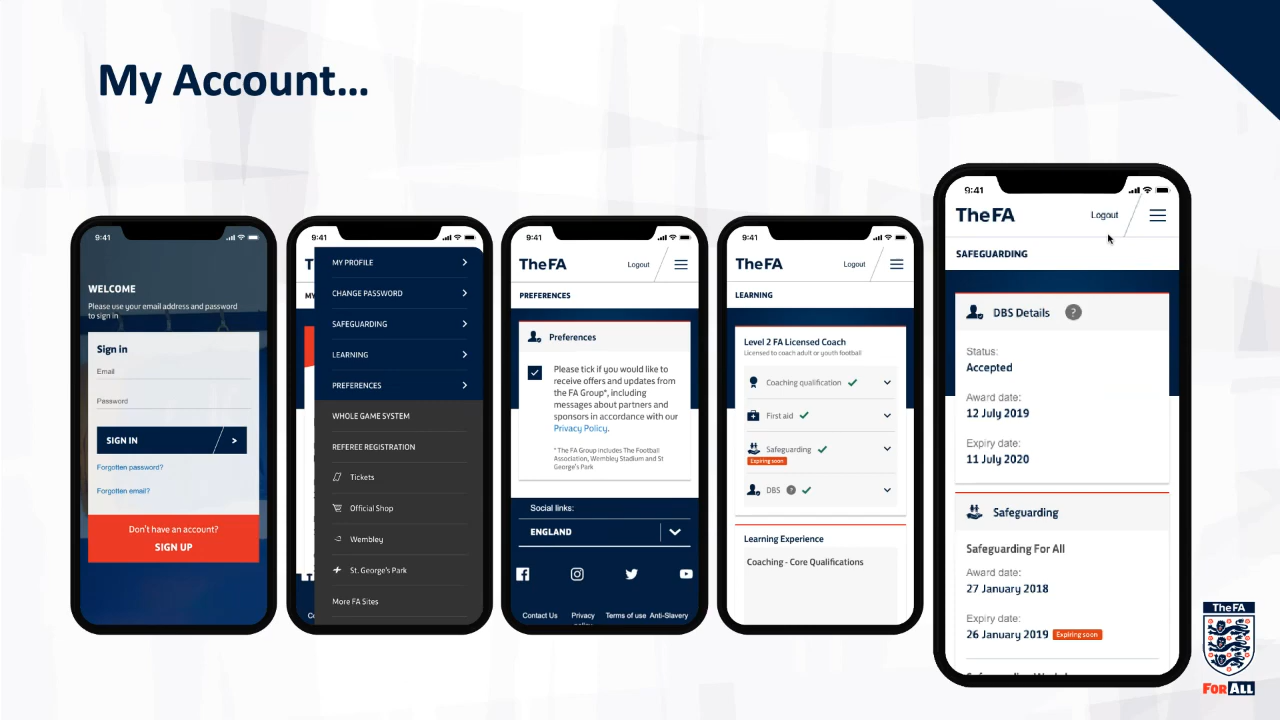 My Account...
9:41
WELCOME
Please use your email address and password
to sign in
Sign in
Email
Password
SIGN IN >
Forgotten password?
Forgotten email?
Don't have an account?
SIGN UP
9:41
MY PROFILE
CHANGE PASSWORD
SAFEGUARDING
LEARNING
PREFERENCES
WHOLE GAME SYSTEM
REFEREE REGISTRATION
Tickets
Official Shop
Wembley
St. George's Park
More FA Sites
9:41
TheFA Logout
PREFERENCES
Preferences
Please tick if you would like to
receive offers and updates from
the FA Group*, including
messages about partners and
sponsors in accordance with our
Privacy Policy.
* The FA Group includes The Football
Association, Wembley Stadium and St
George's Park
Social links:
ENGLAND
Contact Us Privacy Terms of use Anti-Slavery
9:41
TheFA Logout
LEARNING
Level 2 FA Licensed Coach
Licensed to coach adult or youth football
Coaching qualification
First aid
Safeguarding
Expiring soon
DBS ?
Learning Experience
Coaching - Core Qualifications
9:41
TheFA Logout
SAFEGUARDING
DBS Details ?
Status:
Accepted
Award date:
12 July 2019
Expiry date:
11 July 2020
Safeguarding
Safeguarding For All
Award date:
27 January 2018
Expiry date:
26 January 2019 Expiring soon
TheFA
FOR ALL